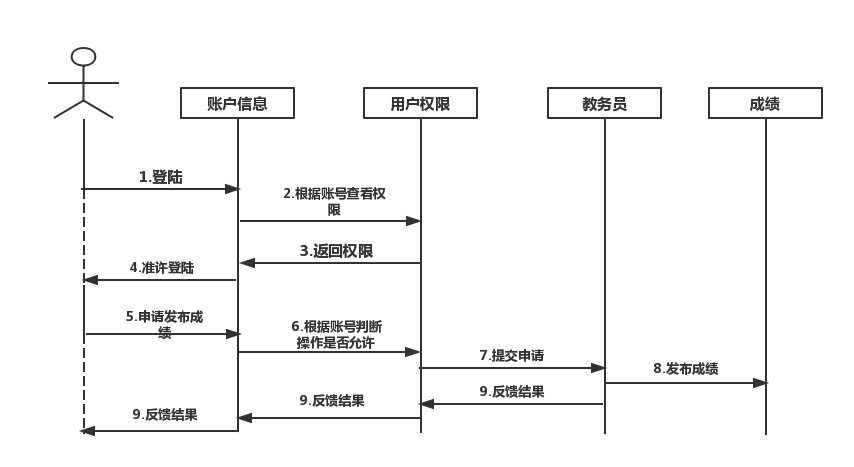 账户信息
用户权限
教务员
成绩
1.登陆
2.根据账号查看权
限
3.返回权限
4.准许登陆
5.申请发布成
绩
6.根据账号判断
操作是否允许
7.提交申请
8.发布成绩
9.反馈结果
9.反馈结果
9.反馈结果